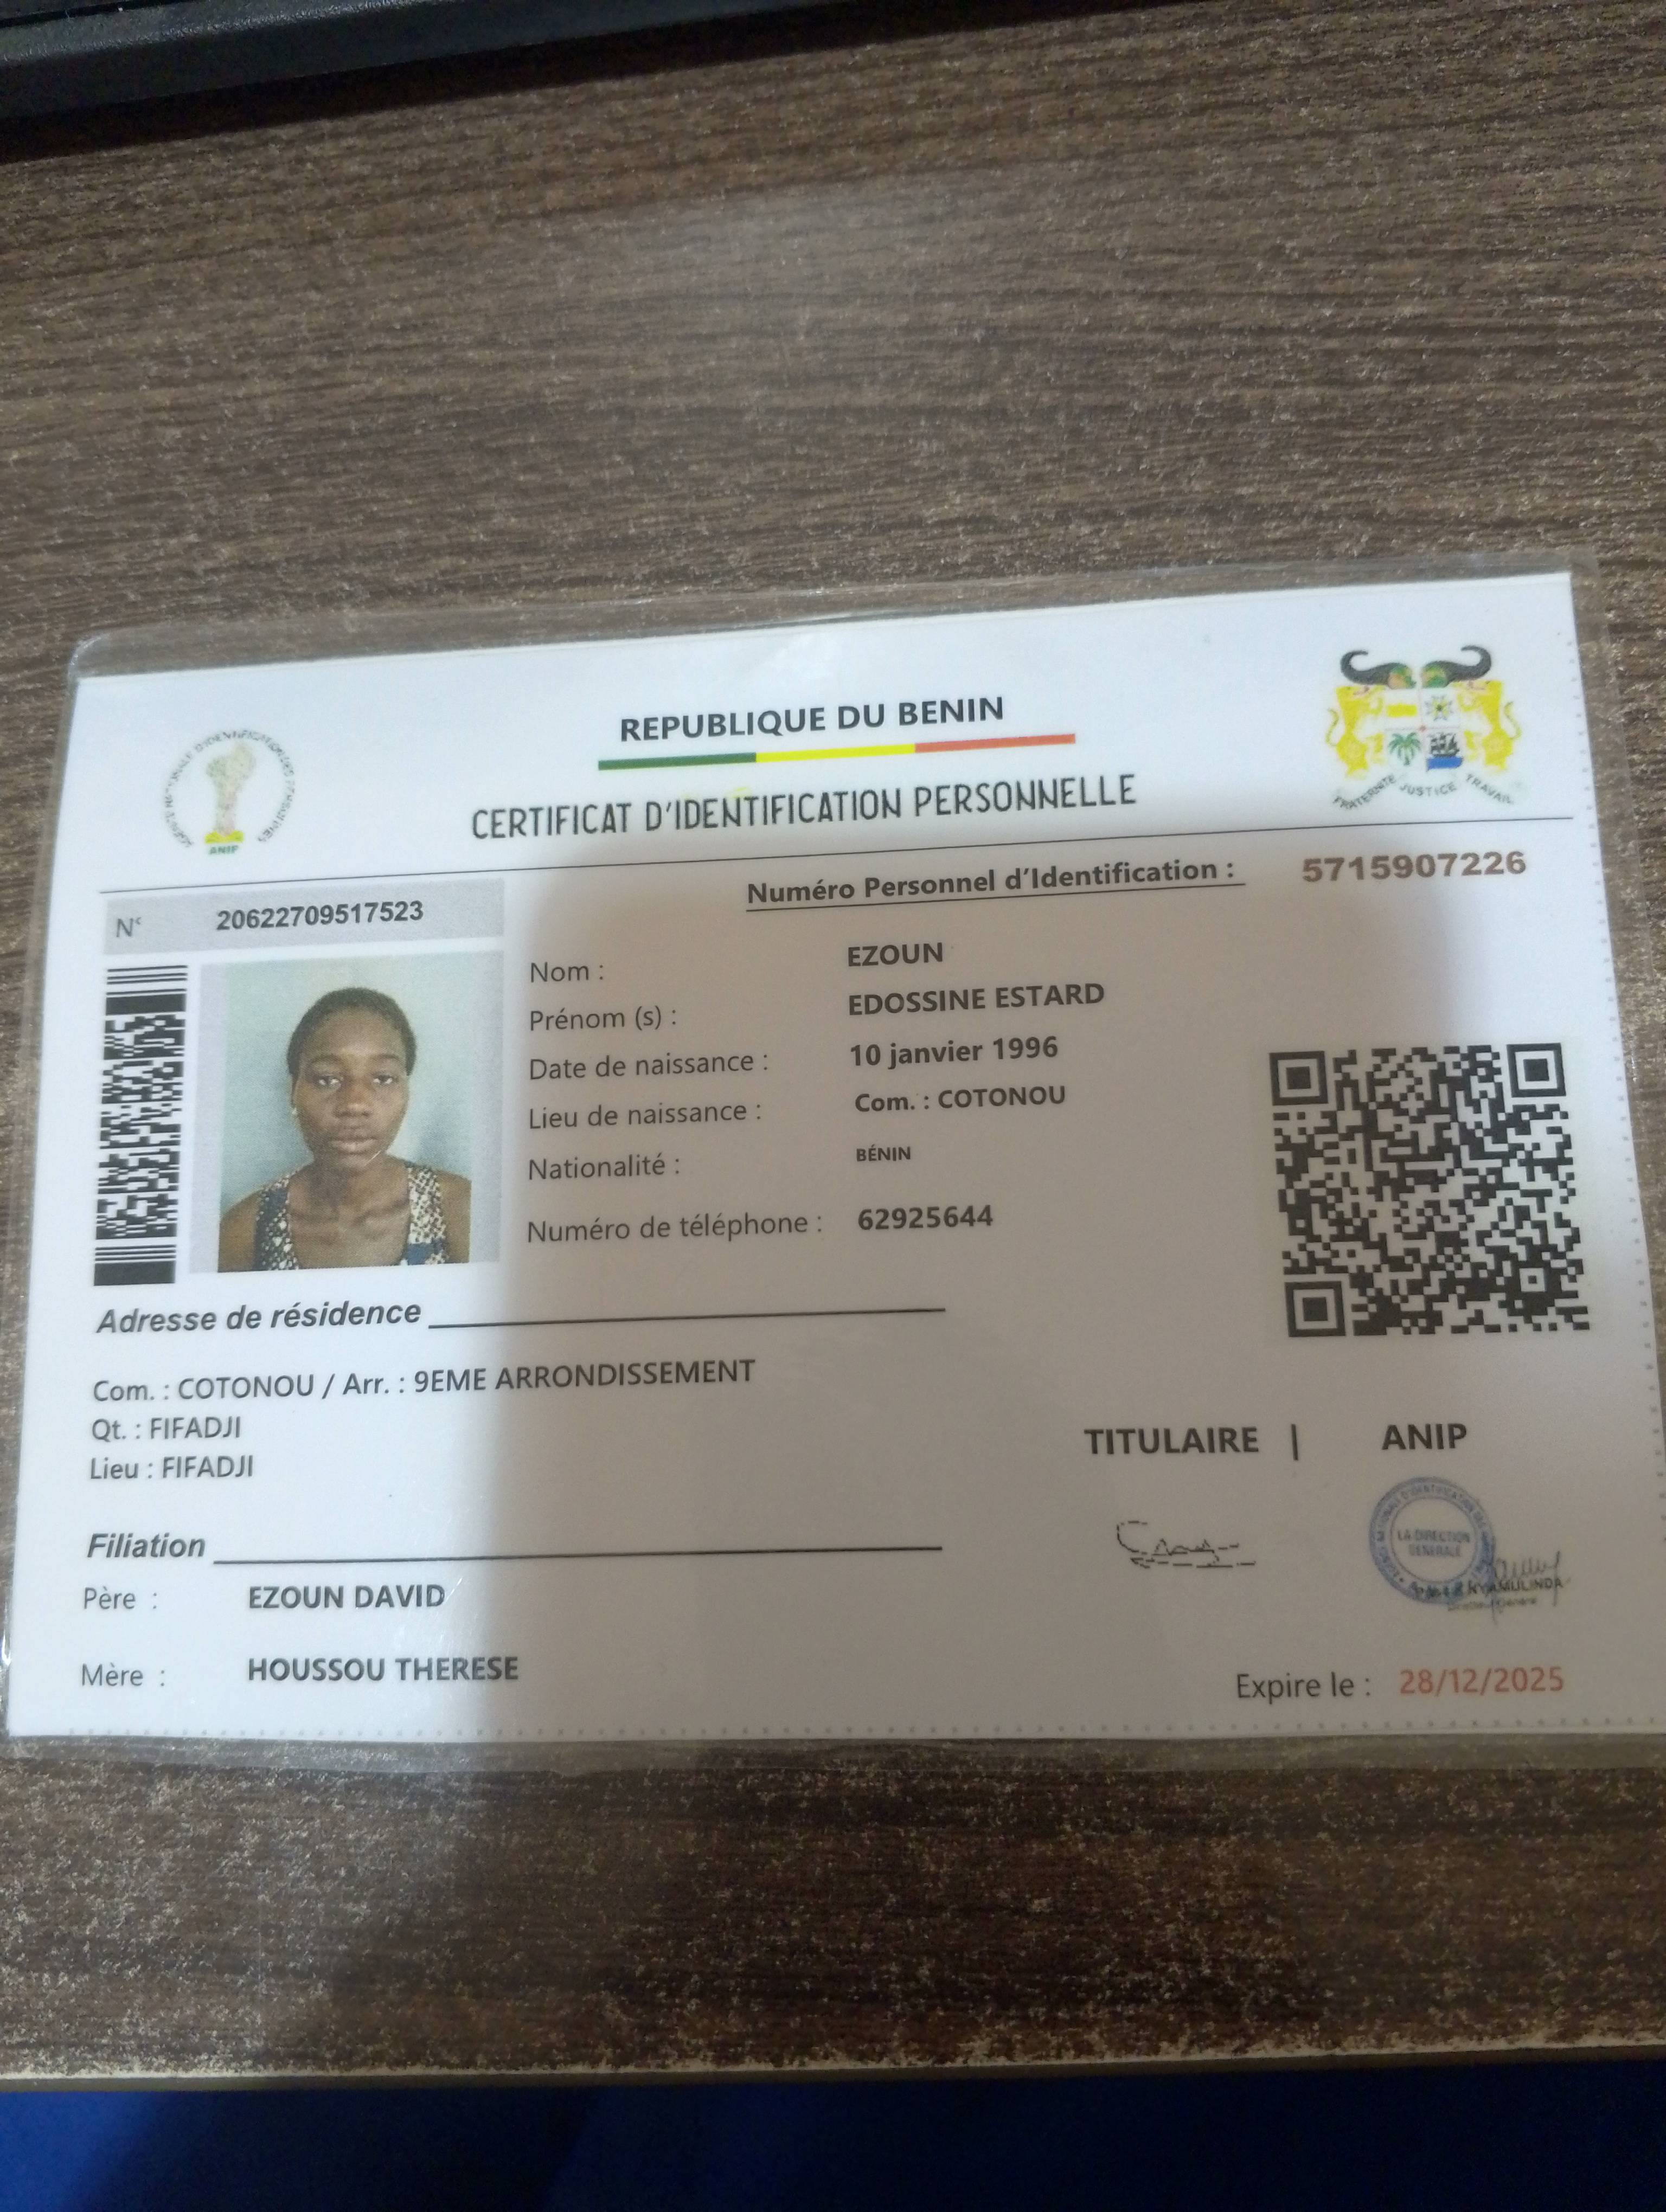 REPUBLIQUE DU BENIN
CERTIFICAT D'IDENTIFICATION PERSONNELLE
ANIP
FRATERNITE JUSTICE TRAVAIL
Numéro Personnel d'Identification : 5715907226
N° 20622709517523
Nom : EZOUN
Prénom (s) : EDOSSINE ESTARD
Date de naissance : 10 janvier 1996
Lieu de naissance : Com. : COTONOU
Nationalité : BÉNIN
Numéro de téléphone : 62925644
Adresse de résidence
Com. : COTONOU / Arr. : 9EME ARRONDISSEMENT
Qt. : FIFADJI
Lieu : FIFADJI
TITULAIRE | ANIP
LA DIRECTION
GENERALE
NYAMULINDA
Directeur Général
Filiation
Père : EZOUN DAVID
Mère : HOUSSOU THERESE
Expire le : 28/12/2025